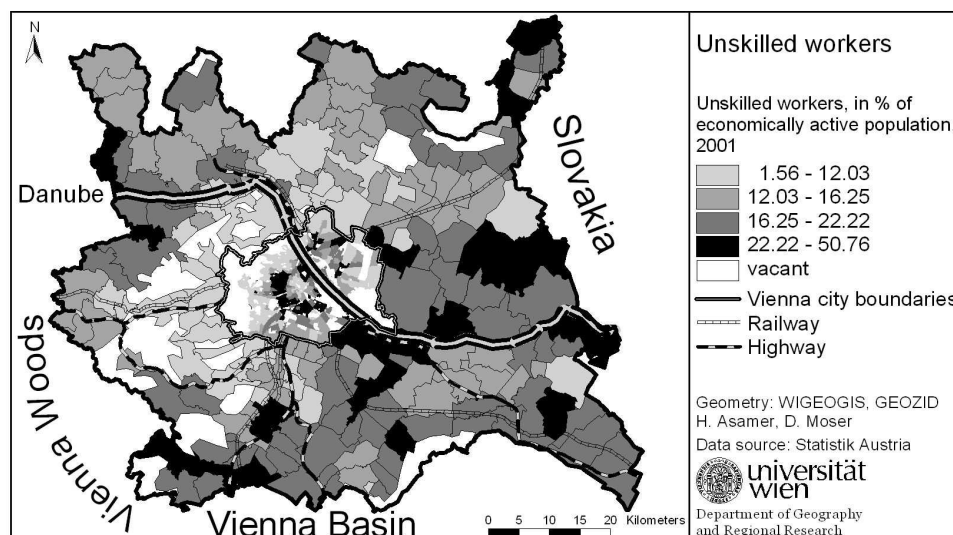 N
Danube
Slovakia
Vienna Woods
Vienna Basin
0 5 10 15 20 Kilometers
Unskilled workers
Unskilled workers, in % of
economically active population,
2001
1.56 - 12.03
12.03 - 16.25
16.25 - 22.22
22.22 - 50.76
vacant
Vienna city boundaries
Railway
Highway
Geometry: WIGEOGIS, GEOZID
H. Asamer, D. Moser
Data source: Statistik Austria
universität
wien
Department of Geography
and Regional Research